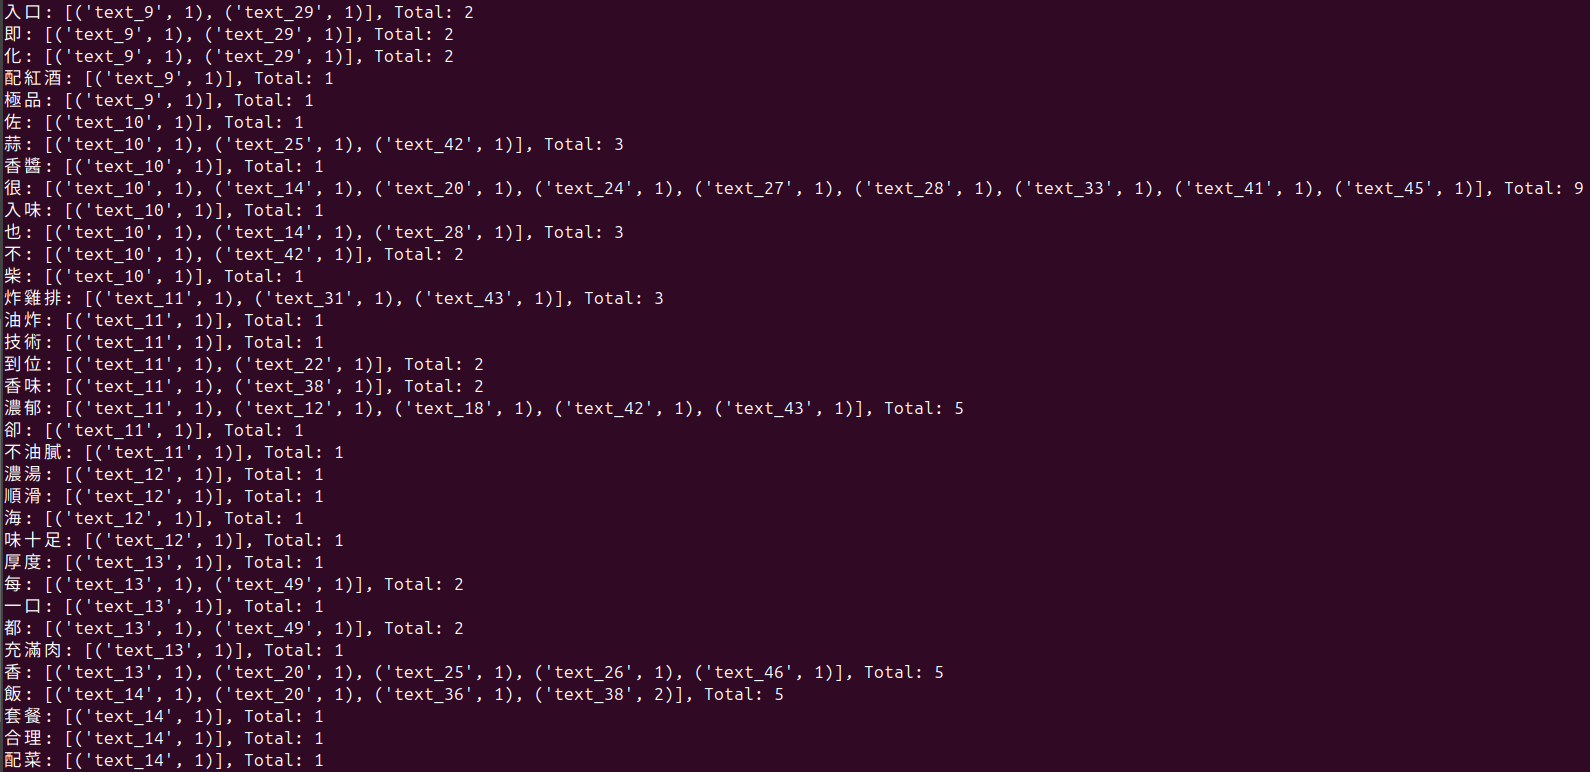 入口: [('text_9', 1), ('text_29', 1)], Total: 2
即: [('text_9', 1), ('text_29', 1)], Total: 2
化: [('text_9', 1), ('text_29', 1)], Total: 2
配紅酒: [('text_9', 1)], Total: 1
極品: [('text_9', 1)], Total: 1
佐: [('text_10', 1)], Total: 1
蒜: [('text_10', 1), ('text_25', 1), ('text_42', 1)], Total: 3
香醬: [('text_10', 1)], Total: 1
很: [('text_10', 1), ('text_14', 1), ('text_20', 1), ('text_24', 1), ('text_27', 1), ('text_28', 1), ('text_33', 1), ('text_41', 1), ('text_45', 1)], Total: 9
入味: [('text_10', 1)], Total: 1
也: [('text_10', 1), ('text_14', 1), ('text_28', 1)], Total: 3
不: [('text_10', 1), ('text_42', 1)], Total: 2
柴: [('text_10', 1)], Total: 1
炸雞排: [('text_11', 1), ('text_31', 1), ('text_43', 1)], Total: 3
油炸: [('text_11', 1)], Total: 1
技術: [('text_11', 1)], Total: 1
到位: [('text_11', 1), ('text_22', 1)], Total: 2
香味: [('text_11', 1), ('text_38', 1)], Total: 2
濃郁: [('text_11', 1), ('text_12', 1), ('text_18', 1), ('text_42', 1), ('text_43', 1)], Total: 5
卻: [('text_11', 1)], Total: 1
不油膩: [('text_11', 1)], Total: 1
濃湯: [('text_12', 1)], Total: 1
順滑: [('text_12', 1)], Total: 1
海: [('text_12', 1)], Total: 1
味十足: [('text_12', 1)], Total: 1
厚度: [('text_13', 1)], Total: 1
每: [('text_13', 1), ('text_49', 1)], Total: 2
一口: [('text_13', 1)], Total: 1
都: [('text_13', 1), ('text_49', 1)], Total: 2
充滿肉: [('text_13', 1)], Total: 1
香: [('text_13', 1), ('text_20', 1), ('text_25', 1), ('text_26', 1), ('text_46', 1)], Total: 5
飯: [('text_14', 1), ('text_20', 1), ('text_36', 1), ('text_38', 2)], Total: 5
套餐: [('text_14', 1)], Total: 1
合理: [('text_14', 1)], Total: 1
配菜: [('text_14', 1)], Total: 1